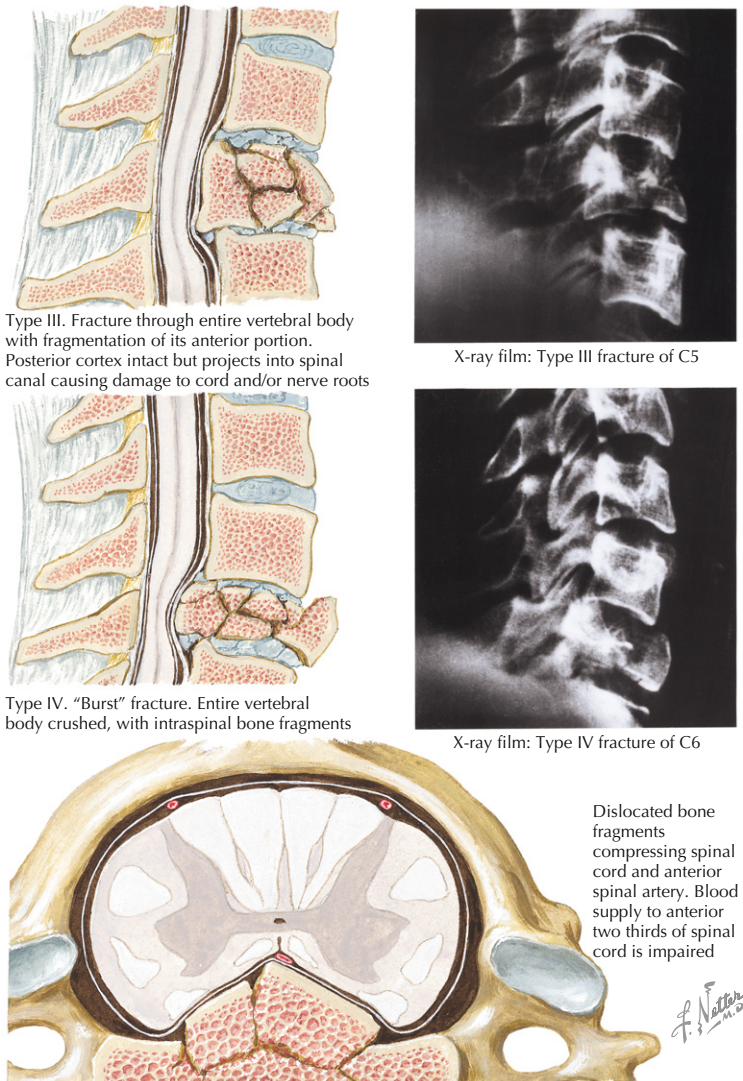 Type III. Fracture through entire vertebral body
with fragmentation of its anterior portion.
Posterior cortex intact but projects into spinal
canal causing damage to cord and/or nerve roots
X-ray film: Type III fracture of C5
Type IV. “Burst” fracture. Entire vertebral
body crushed, with intraspinal bone fragments
X-ray film: Type IV fracture of C6
Dislocated bone
fragments
compressing spinal
cord and anterior
spinal artery. Blood
supply to anterior
two thirds of spinal
cord is impaired
F. Netter
M.D.